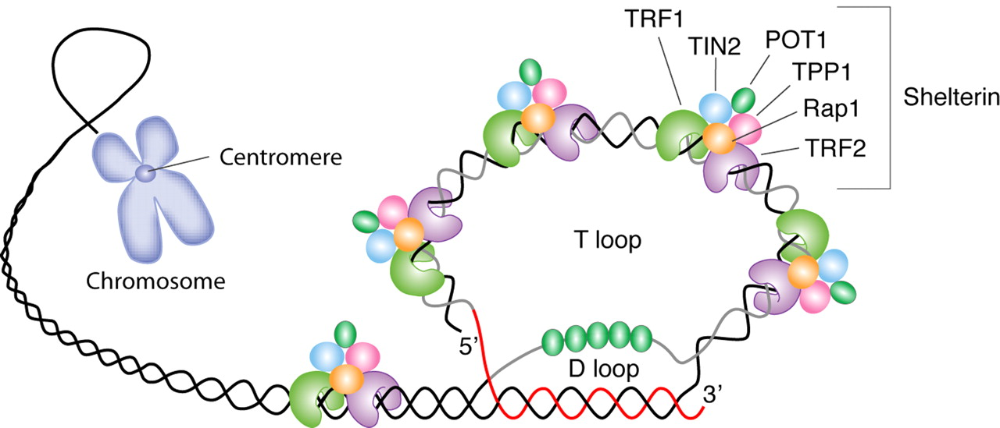 TRF1
TIN2
POT1
TPP1
Shelterin
Rap1
TRF2
Centromere
T loop
Chromosome
5’
D loop
3’